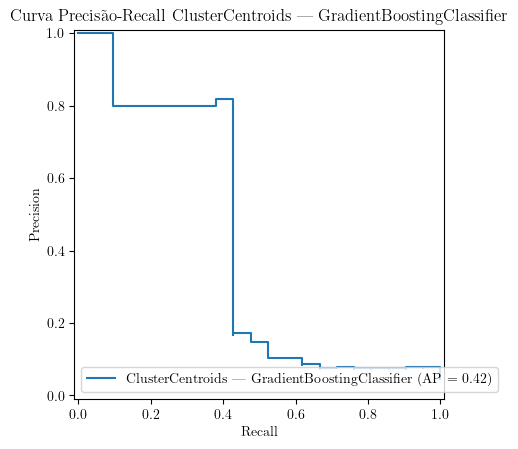 Curva Precisão-Recall ClusterCentroids — GradientBoostingClassifier
1.0
0.8
0.6
0.4
0.2
0.0
Precision
ClusterCentroids — GradientBoostingClassifier (AP = 0.42)
0.0 0.2 0.4 0.6 0.8 1.0
Recall